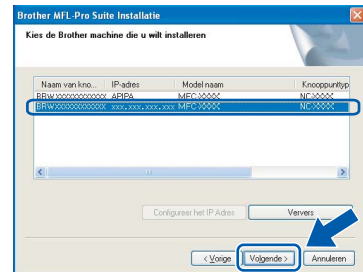 Brother MFL-Pro Suite Installatie
Kies de Brother machine die u wilt installeren
Naam van kno... IP-adres Model naam Knooppunttyp
BRWXXXXXXXXXXXX APIPA MFC-XXXX NC-XXXX
BRWXXXXXXXXXXXX xxx.xxx.xxx.xxx MFC-XXXX NC-XXXX
Configureer het IP Adres Ververs
< Vorige Volgende > Annuleren